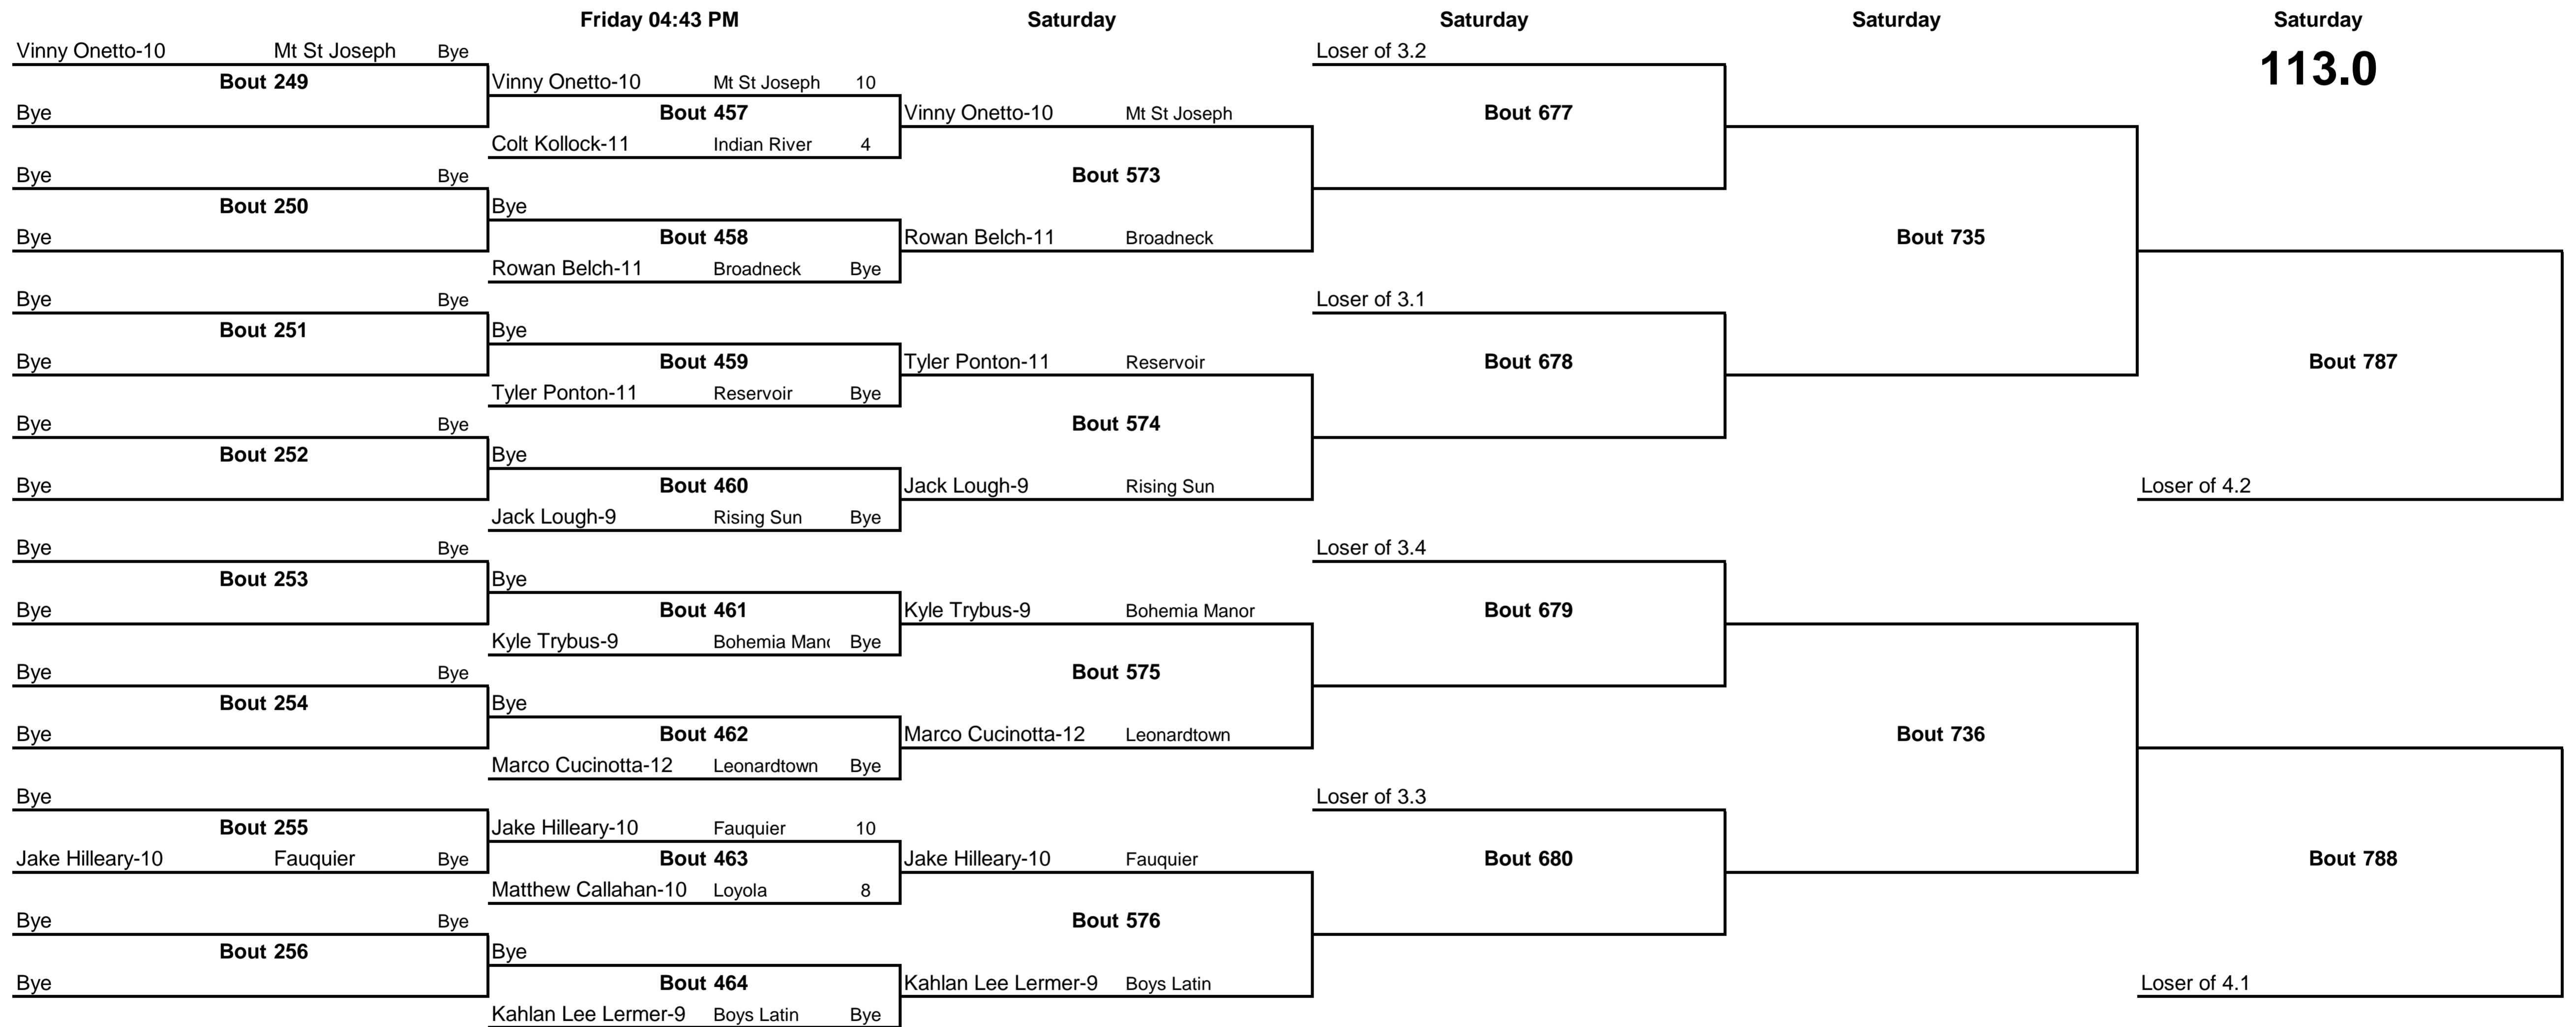 Friday 04:43 PM Saturday Saturday Saturday Saturday
Vinny Onetto-10 Mt St Joseph Bye Loser of 3.2 113.0
Bout 249 Vinny Onetto-10 Mt St Joseph 10
Bye Bout 457 Vinny Onetto-10 Mt St Joseph Bout 677
Colt Kollock-11 Indian River 4
Bye Bye Bout 573
Bout 250 Bye
Bye Bout 458 Rowan Belch-11 Broadneck Bout 735
Rowan Belch-11 Broadneck Bye
Bye Bye Loser of 3.1
Bout 251 Bye
Bye Bout 459 Tyler Ponton-11 Reservoir Bout 678 Bout 787
Tyler Ponton-11 Reservoir Bye
Bye Bye Bout 574
Bout 252 Bye
Bye Bout 460 Jack Lough-9 Rising Sun Loser of 4.2
Jack Lough-9 Rising Sun Bye
Bye Bye Loser of 3.4
Bout 253 Bye
Bye Bout 461 Kyle Trybus-9 Bohemia Manor Bout 679
Kyle Trybus-9 Bohemia Man Bye
Bye Bye Bout 575
Bout 254 Bye
Bye Bout 462 Marco Cucinotta-12 Leonardtown Bout 736
Marco Cucinotta-12 Leonardtown Bye
Bye Loser of 3.3
Bout 255 Jake Hilleary-10 Fauquier 10
Jake Hilleary-10 Fauquier Bye Bout 463 Jake Hilleary-10 Fauquier Bout 680 Bout 788
Matthew Callahan-10 Loyola 8
Bye Bye Bout 576
Bout 256 Bye
Bye Bout 464 Kahlan Lee Lermer-9 Boys Latin Loser of 4.1
Kahlan Lee Lermer-9 Boys Latin Bye